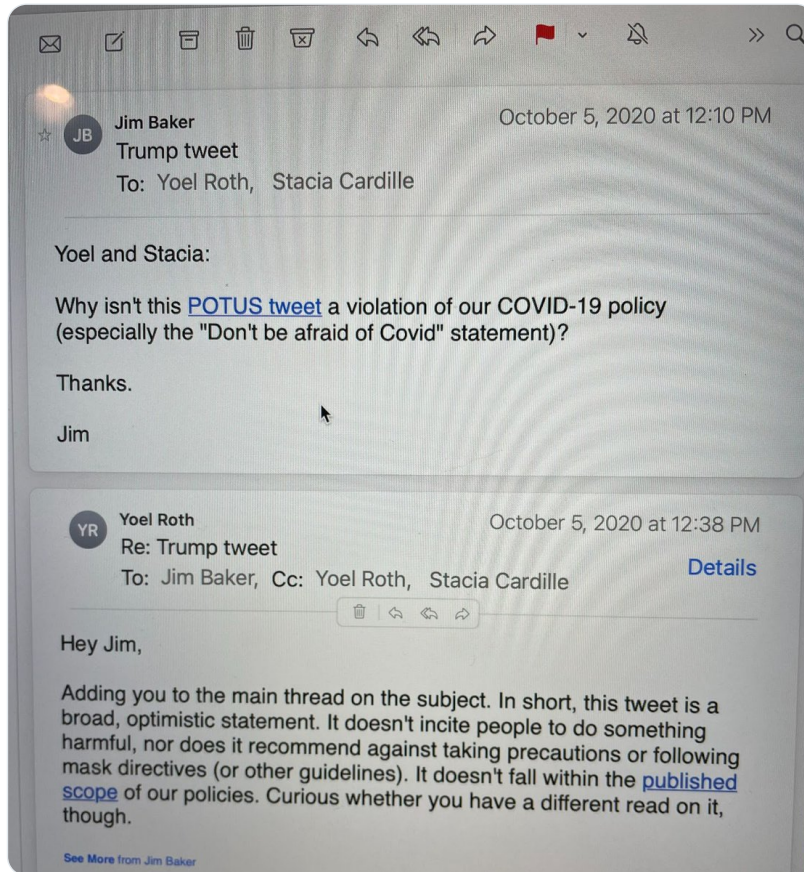 JB
Jim Baker
October 5, 2020 at 12:10 PM
Trump tweet
To: Yoel Roth, Stacia Cardille
Yoel and Stacia:
Why isn't this POTUS tweet a violation of our COVID-19 policy
(especially the "Don't be afraid of Covid" statement)?
Thanks.
Jim
YR
Yoel Roth
October 5, 2020 at 12:38 PM
Re: Trump tweet
Details
To: Jim Baker, Cc: Yoel Roth, Stacia Cardille
Hey Jim,
Adding you to the main thread on the subject. In short, this tweet is a
broad, optimistic statement. It doesn't incite people to do something
harmful, nor does it recommend against taking precautions or following
mask directives (or other guidelines). It doesn't fall within the published
scope of our policies. Curious whether you have a different read on it,
though.
See More from Jim Baker